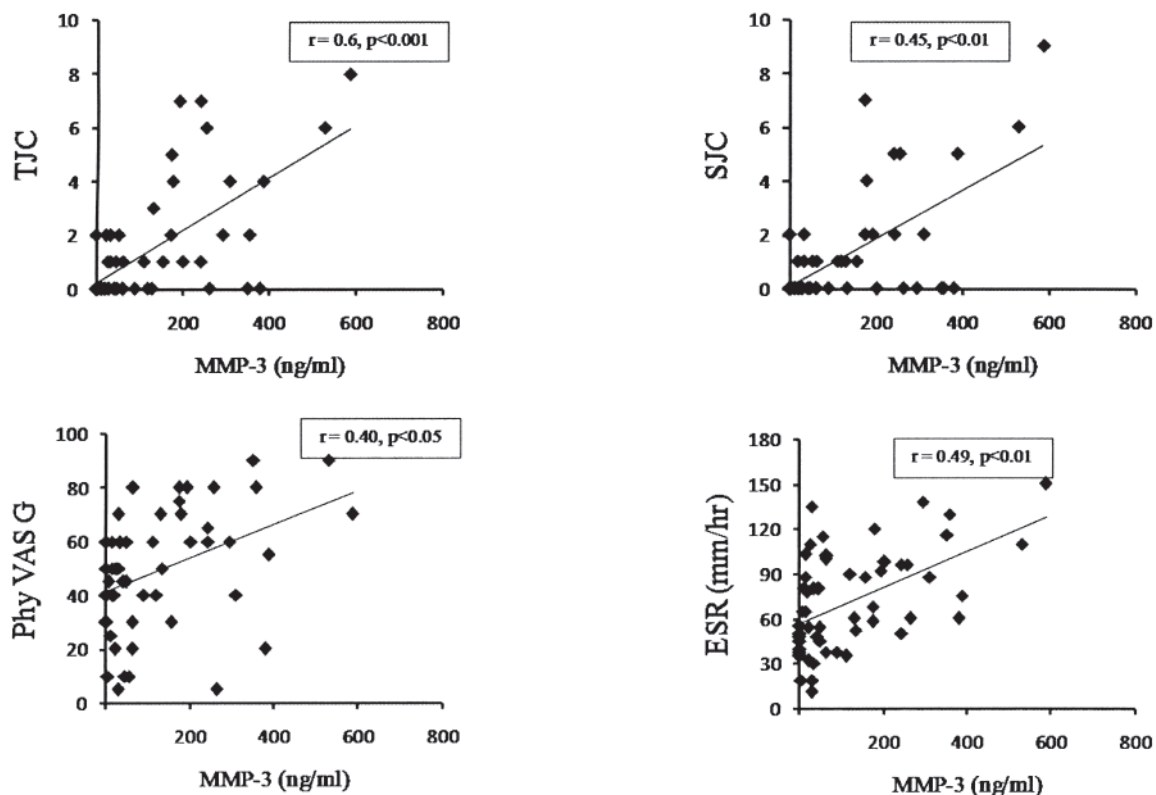 r = 0.6, p<0.001
TJC
10
8
6
4
2
0
200 400 600 800
MMP-3 (ng/ml)
r = 0.45, p<0.01
SJC
10
8
6
4
2
0
200 400 600 800
MMP-3 (ng/ml)
r = 0.40, p<0.05
Phy VAS G
100
80
60
40
20
0
200 400 600 800
MMP-3 (ng/ml)
r = 0.49, p<0.01
ESR (mm/hr)
180
150
120
90
60
30
0
200 400 600 800
MMP-3 (ng/ml)